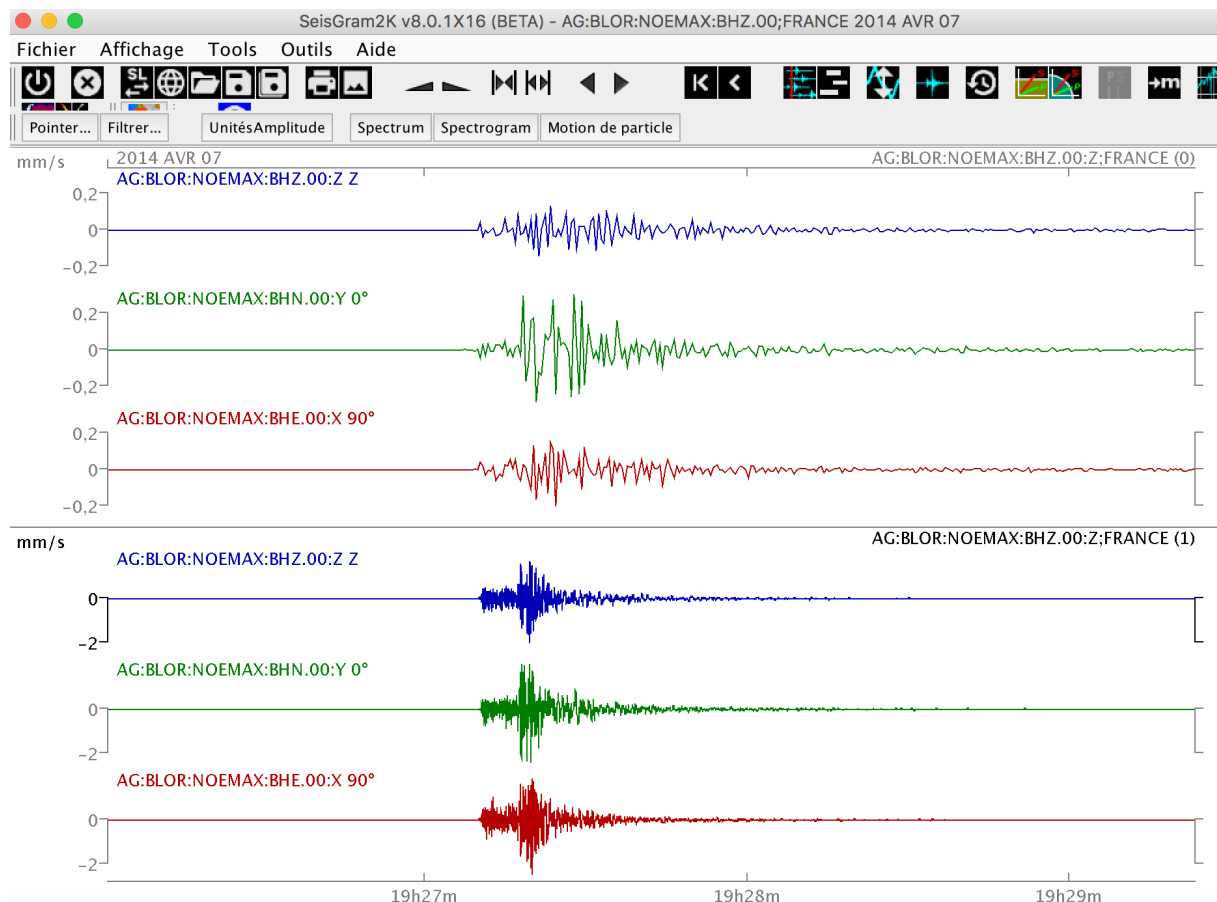 SeisGram2K v8.0.1X16 (BETA) - AG:BLOR:NOEMAX:BHZ.00;FRANCE 2014 AVR 07
Fichier Affichage Tools Outils Aide
SL
Pointer... Filtrer... UnitésAmplitude Spectrum Spectrogram Motion de particle
mm/s 2014 AVR 07 AG:BLOR:NOEMAX:BHZ.00:Z;FRANCE (0)
AG:BLOR:NOEMAX:BHZ.00:Z Z
0,2
0
-0,2
AG:BLOR:NOEMAX:BHN.00:Y 0°
0,2
0
-0,2
AG:BLOR:NOEMAX:BHE.00:X 90°
0,2
0
-0,2
mm/s AG:BLOR:NOEMAX:BHZ.00:Z;FRANCE (1)
AG:BLOR:NOEMAX:BHZ.00:Z Z
0
-2
AG:BLOR:NOEMAX:BHN.00:Y 0°
0
-2
AG:BLOR:NOEMAX:BHE.00:X 90°
0
-2
19h27m 19h28m 19h29m